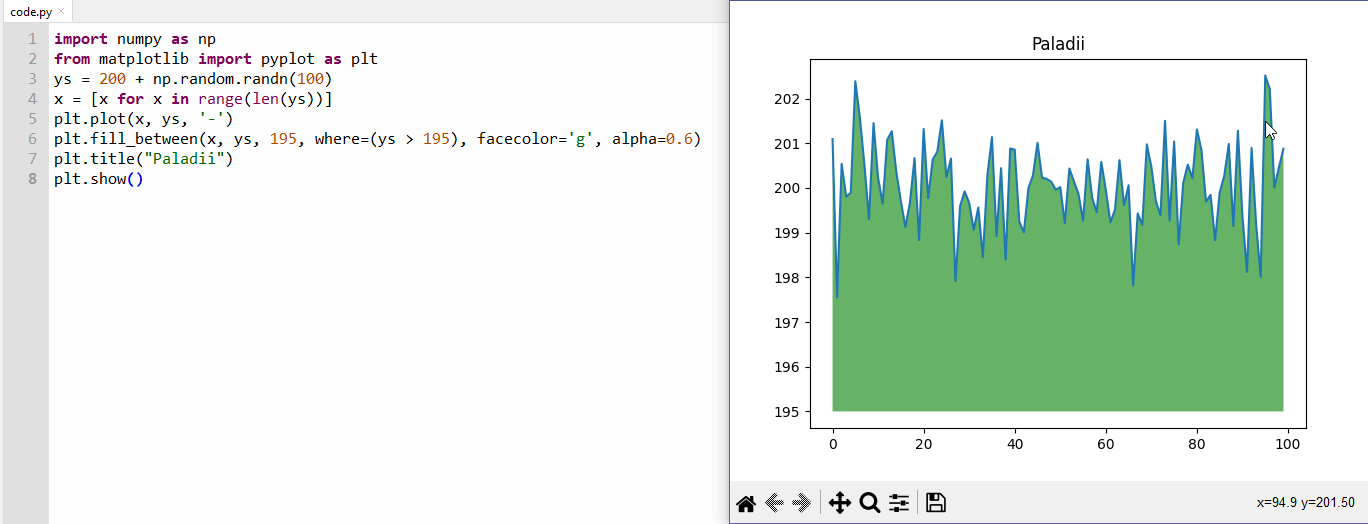 code.py ×
1 import numpy as np
2 from matplotlib import pyplot as plt
3 ys = 200 + np.random.randn(100)
4 x = [x for x in range(len(ys))]
5 plt.plot(x, ys, '-')
6 plt.fill_between(x, ys, 195, where=(ys > 195), facecolor='g', alpha=0.6)
7 plt.title("Paladii")
8 plt.show()
Paladii
202
201
200
199
198
197
196
195
0 20 40 60 80 100
x=94.9 y=201.50